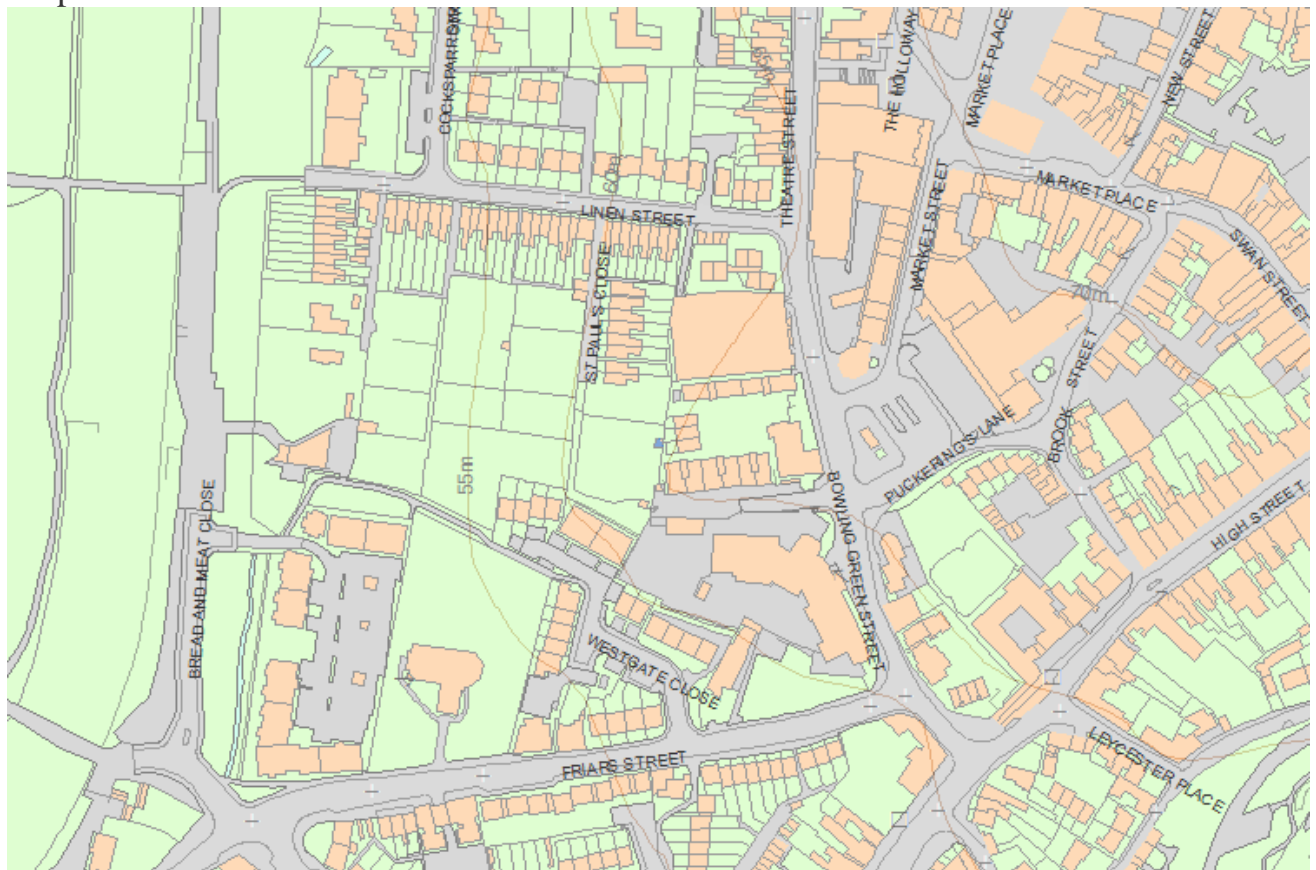 COCKSPARROW
65m
THE HOLLOWAY
MARKET PLACE
NEW STREET
THEATRE STREET
60m
LINEN STREET
MARKET STREET
MARKET PLACE
SWAN STREET
ST PAUL'S CLOSE
70m
BROOK STREET
PUCKERING'S LANE
55m
BREAD AND MEAT CLOSE
BOWLING GREEN STREET
HIGH STREET
WESTGATE CLOSE
FRIARS STREET
LEYCESTER PLACE